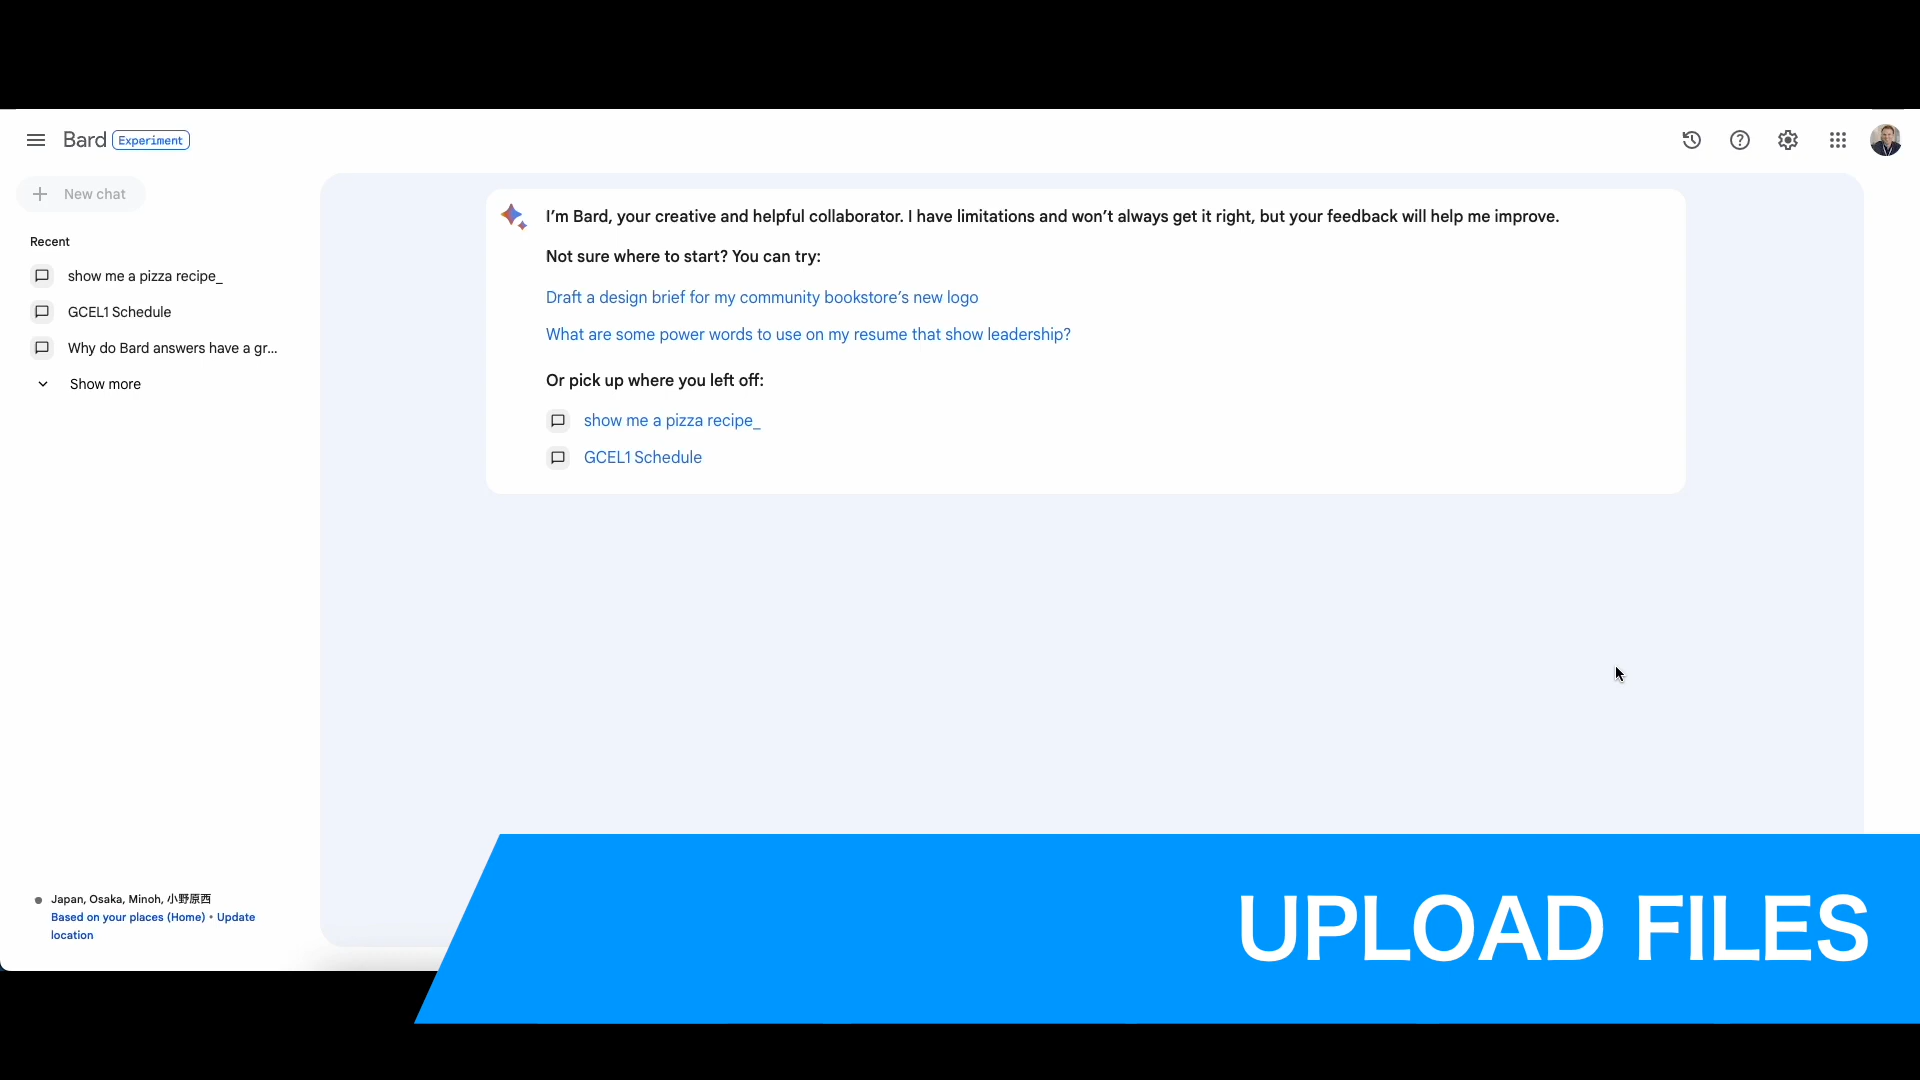 Bard Experiment
New chat
Recent
show me a pizza recipe_
GCEL1 Schedule
Why do Bard answers have a gr...
Show more
I’m Bard, your creative and helpful collaborator. I have limitations and won’t always get it right, but your feedback will help me improve.
Not sure where to start? You can try:
Draft a design brief for my community bookstore’s new logo
What are some power words to use on my resume that show leadership?
Or pick up where you left off:
show me a pizza recipe_
GCEL1 Schedule
Japan, Osaka, Minoh, 小野原西
Based on your places (Home) • Update
location
UPLOAD FILES